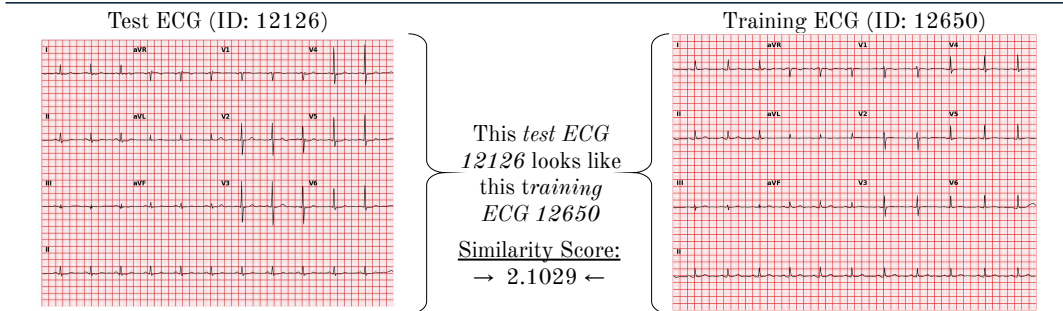 Test ECG (ID: 12126)
I aVR V1 V4
II aVL V2 V5
III aVF V3 V6
II
This test ECG
12126 looks like
this training
ECG 12650
Similarity Score:
→ 2.1029 ←
Training ECG (ID: 12650)
I aVR V1 V4
II aVL V2 V5
III aVF V3 V6
II